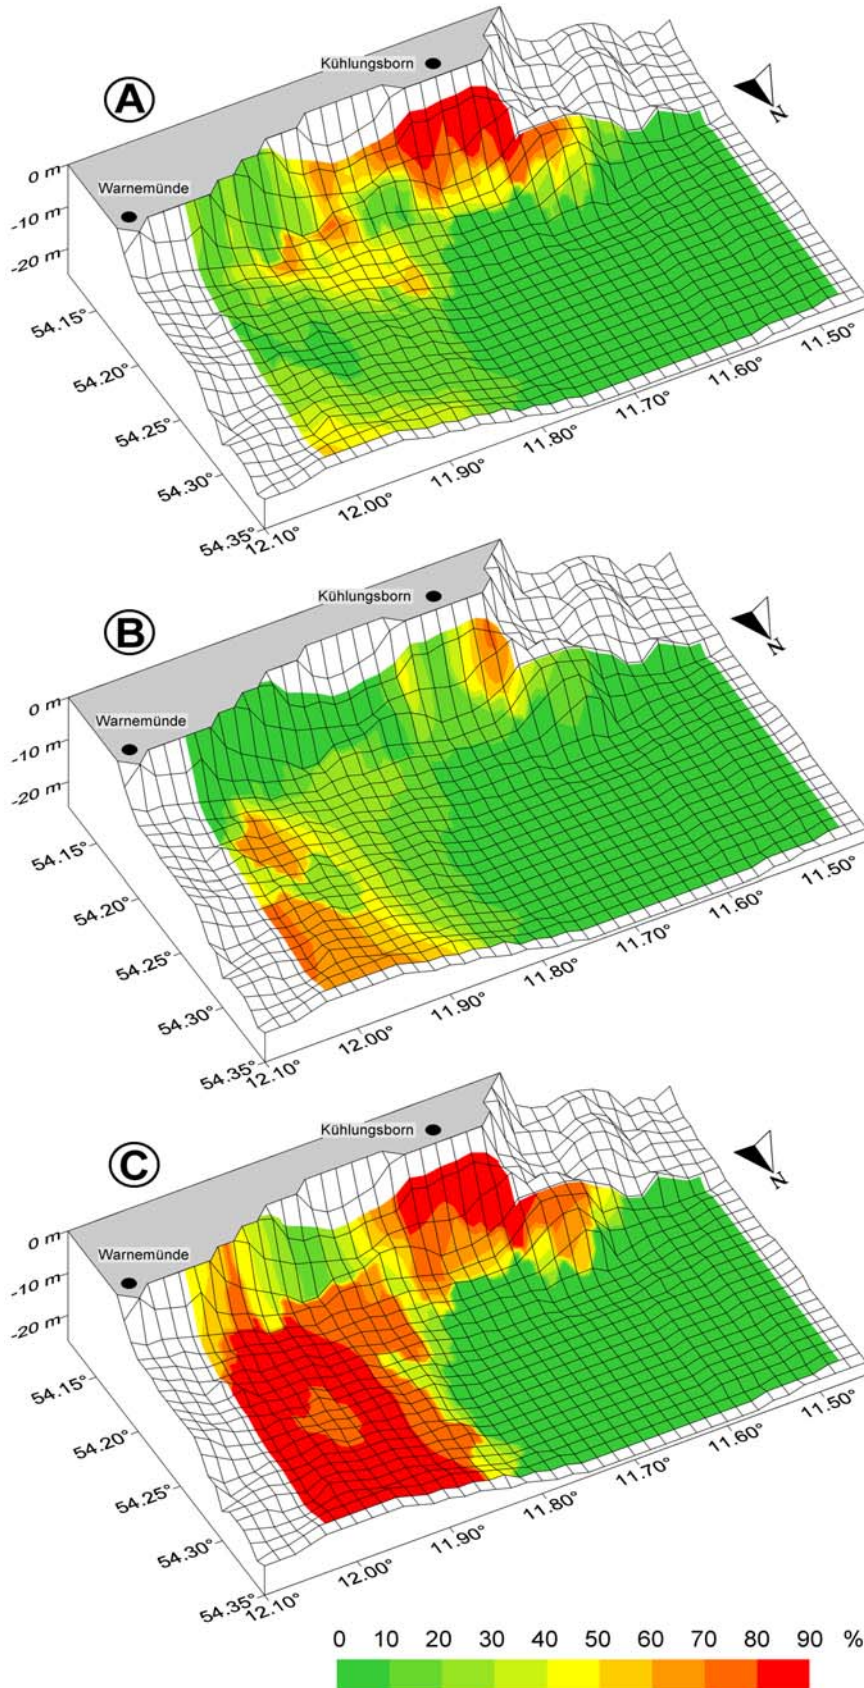 A
Kühlungsborn
N
Warnemünde
0 m
-10 m
-20 m
54.15°
54.20°
54.25°
54.30°
54.35°
12.10°
12.00°
11.90°
11.80°
11.70°
11.60°
11.50°
B
Kühlungsborn
N
Warnemünde
0 m
-10 m
-20 m
54.15°
54.20°
54.25°
54.30°
54.35°
12.10°
12.00°
11.90°
11.80°
11.70°
11.60°
11.50°
C
Kühlungsborn
N
Warnemünde
0 m
-10 m
-20 m
54.15°
54.20°
54.25°
54.30°
54.35°
12.10°
12.00°
11.90°
11.80°
11.70°
11.60°
11.50°
0 10 20 30 40 50 60 70 80 90 %